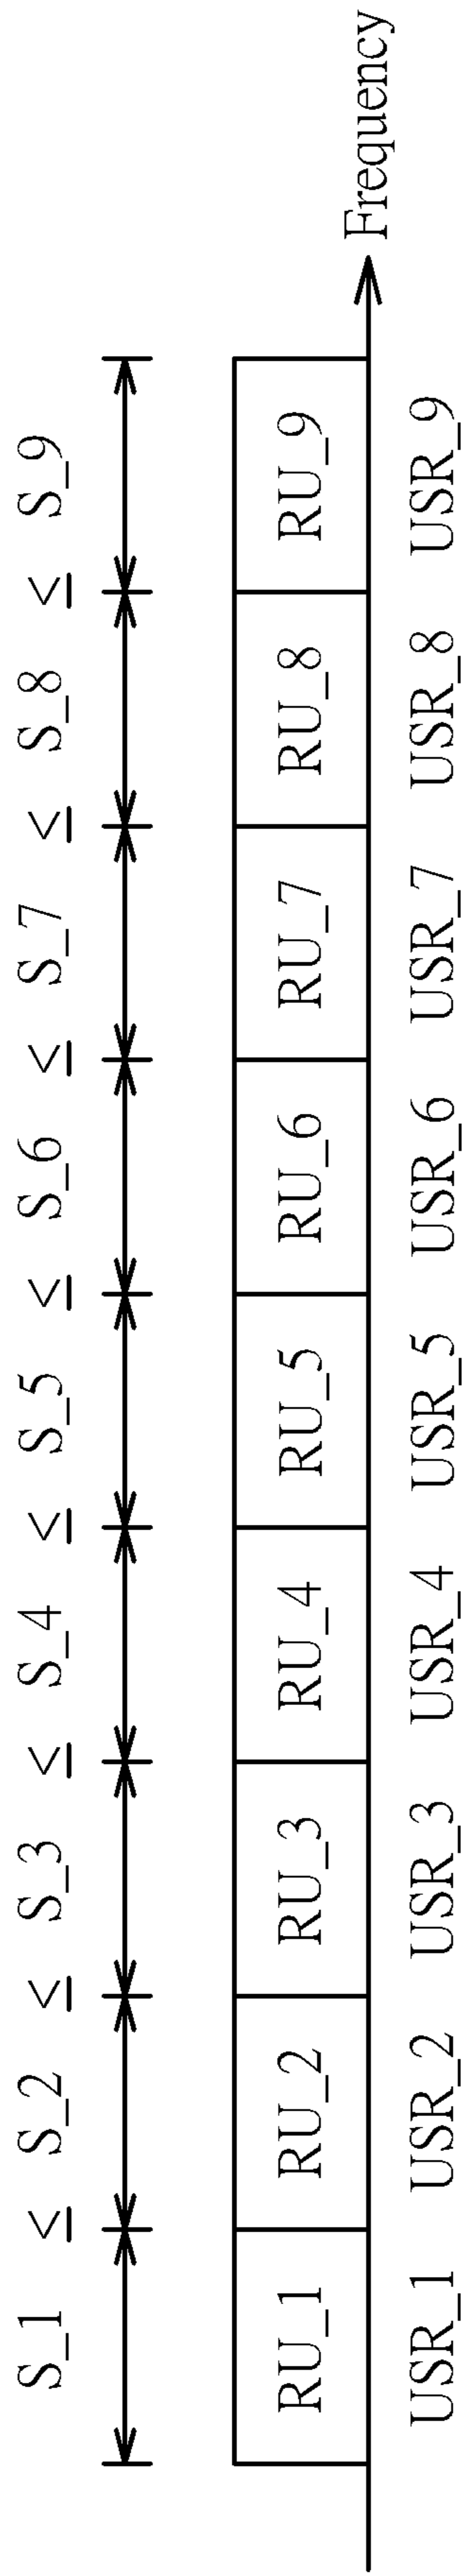 S_1 ≤ S_2 ≤ S_3 ≤ S_4 ≤ S_5 ≤ S_6 ≤ S_7 ≤ S_8 ≤ S_9
RU_1 RU_2 RU_3 RU_4 RU_5 RU_6 RU_7 RU_8 RU_9
Frequency
USR_1 USR_2 USR_3 USR_4 USR_5 USR_6 USR_7 USR_8 USR_9